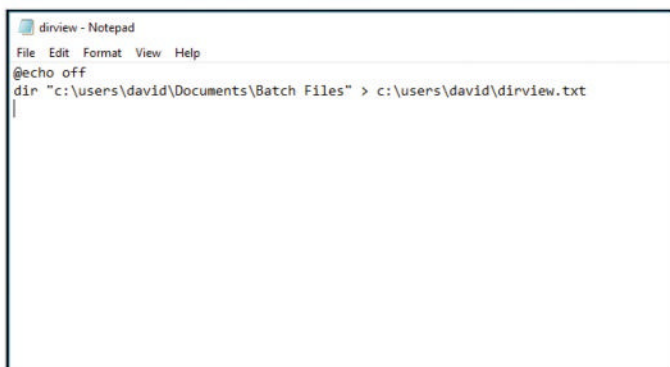 dirview - Notepad
File Edit Format View Help
@echo off
dir "c:\users\david\Documents\Batch Files" > c:\users\david\dirview.txt